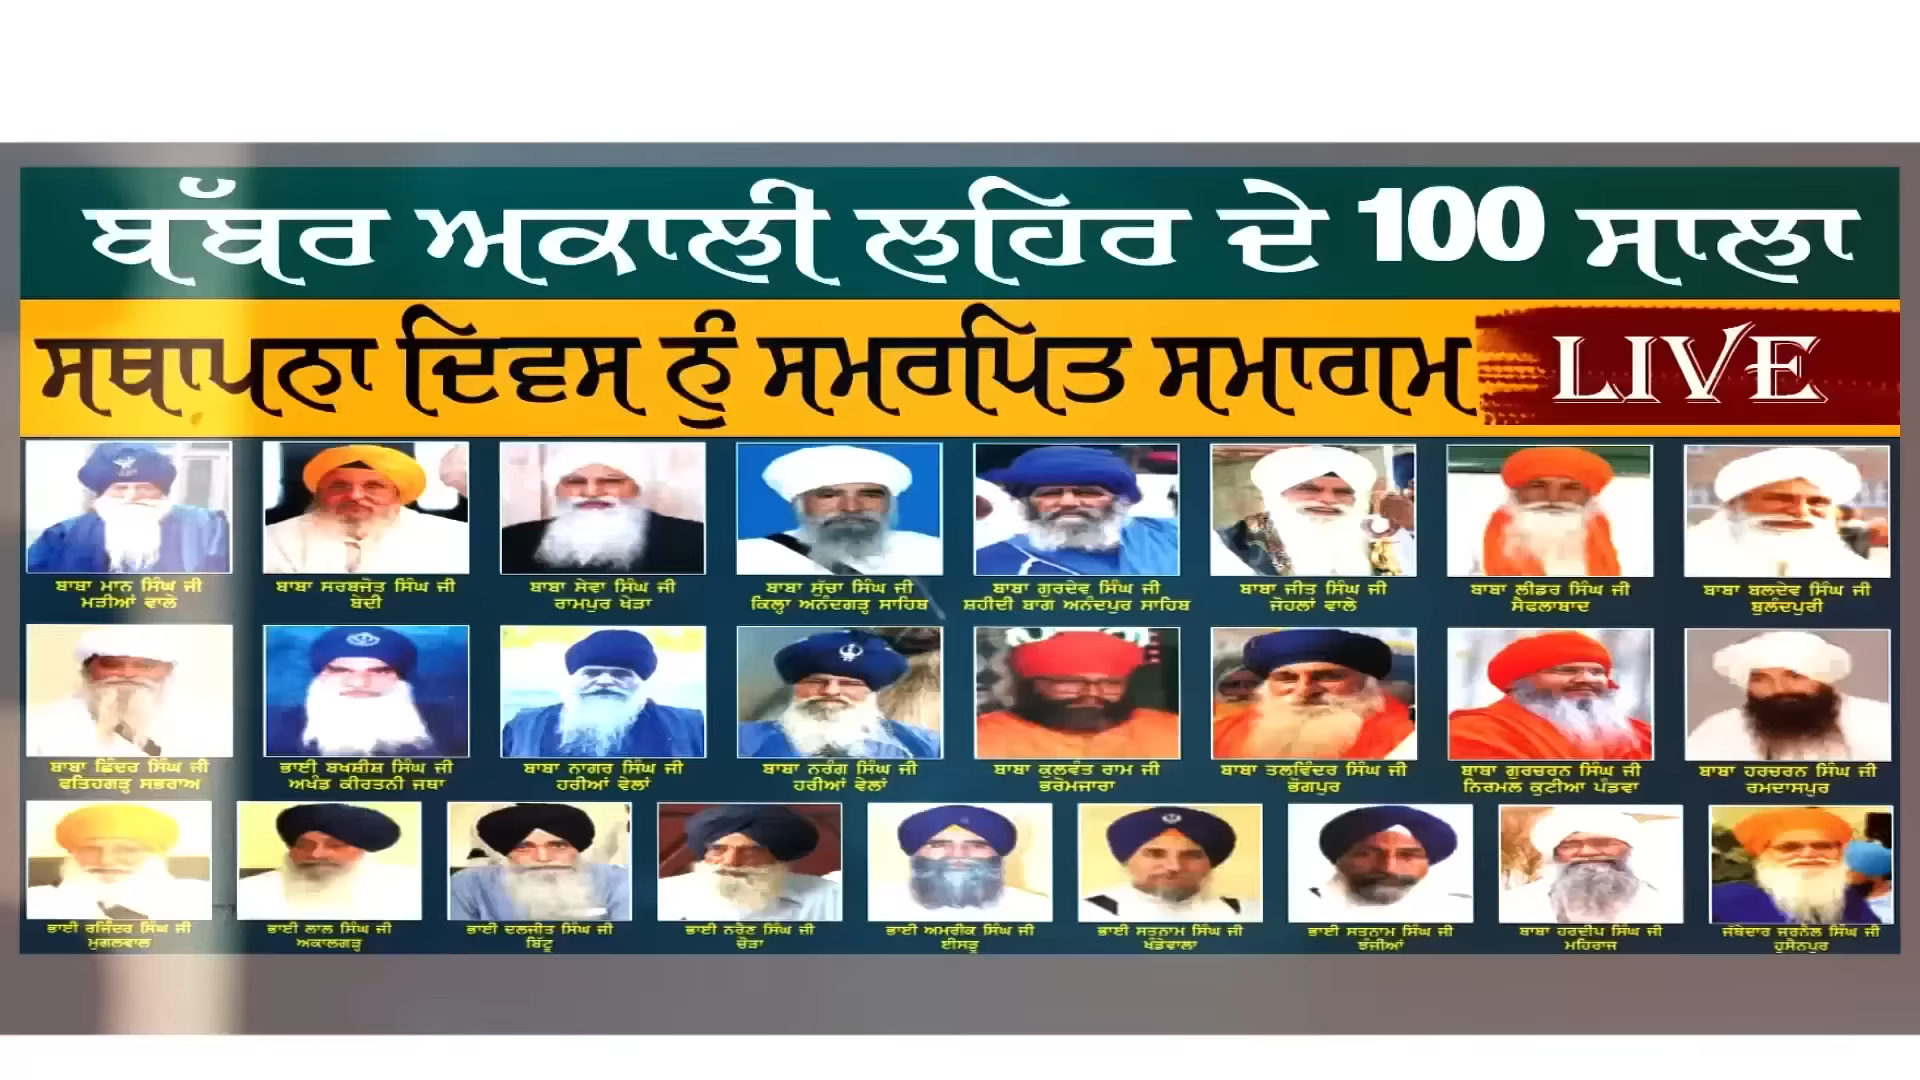 ਬੱਬਰ ਅਕਾਲੀ ਲਹਿਰ ਦੇ 100 ਸਾਲਾ
ਸਥਾਪਨਾ ਦਿਵਸ ਨੂੰ ਸਮਰਪਿਤ ਸਮਾਗਮ LIVE
ਬਾਬਾ ਮਾਨ ਸਿੰਘ ਜੀ
ਮੜੀਆਂ ਵਾਲੇ
ਬਾਬਾ ਸਰਬਜੋਤ ਸਿੰਘ ਜੀ
ਬੇਦੀ
ਬਾਬਾ ਸੇਵਾ ਸਿੰਘ ਜੀ
ਰਾਮਪੁਰ ਖੇੜਾ
ਬਾਬਾ ਸੁੱਚਾ ਸਿੰਘ ਜੀ
ਕਿਲ੍ਹਾ ਅਨੰਦਗੜ੍ਹ ਸਾਹਿਬ
ਬਾਬਾ ਗੁਰਦੇਵ ਸਿੰਘ ਜੀ
ਸ਼ਹੀਦੀ ਬਾਗ ਅਨੰਦਪੁਰ ਸਾਹਿਬ
ਬਾਬਾ ਜੀਤ ਸਿੰਘ ਜੀ
ਜੋਹਲਾਂ ਵਾਲੇ
ਬਾਬਾ ਲੀਡਰ ਸਿੰਘ ਜੀ
ਸੈਫਲਾਬਾਦ
ਬਾਬਾ ਬਲਦੇਵ ਸਿੰਘ ਜੀ
ਬੁਲੰਦਪੁਰੀ
ਬਾਬਾ ਛਿੰਦਰ ਸਿੰਘ ਜੀ
ਫਤਿਹਗੜ੍ਹ ਸਭਰਾਅ
ਭਾਈ ਬਖਸ਼ੀਸ਼ ਸਿੰਘ ਜੀ
ਅਖੰਡ ਕੀਰਤਨੀ ਜਥਾ
ਬਾਬਾ ਨਾਗਰ ਸਿੰਘ ਜੀ
ਹਰੀਆਂ ਵੇਲਾਂ
ਬਾਬਾ ਨਰੰਗ ਸਿੰਘ ਜੀ
ਹਰੀਆਂ ਵੇਲਾਂ
ਬਾਬਾ ਕੁਲਵੰਤ ਰਾਮ ਜੀ
ਭਰੋਮਜਾਰਾ
ਬਾਬਾ ਤਲਵਿੰਦਰ ਸਿੰਘ ਜੀ
ਭੋਗਪੁਰ
ਬਾਬਾ ਗੁਰਚਰਨ ਸਿੰਘ ਜੀ
ਨਿਰਮਲ ਕੁਟੀਆ ਪੰਡਵਾ
ਬਾਬਾ ਹਰਚਰਨ ਸਿੰਘ ਜੀ
ਰਮਦਾਸਪੁਰ
ਭਾਈ ਰਜਿੰਦਰ ਸਿੰਘ ਜੀ
ਮੁਗਲਵਾਲ
ਭਾਈ ਲਾਲ ਸਿੰਘ ਜੀ
ਅਕਾਲਗੜ੍ਹ
ਭਾਈ ਦਲਜੀਤ ਸਿੰਘ ਜੀ
ਬਿੱਟੂ
ਭਾਈ ਨਰੈਣ ਸਿੰਘ ਜੀ
ਚੌੜਾ
ਭਾਈ ਅਮਰੀਕ ਸਿੰਘ ਜੀ
ਈਸੜੂ
ਭਾਈ ਸਤਨਾਮ ਸਿੰਘ ਜੀ
ਖੰਡੇਵਾਲਾ
ਭਾਈ ਸਤਨਾਮ ਸਿੰਘ ਜੀ
ਝੰਜੀਆਂ
ਬਾਬਾ ਹਰਦੀਪ ਸਿੰਘ ਜੀ
ਮਹਿਰਾਜ
ਜੱਥੇਦਾਰ ਜਰਨੈਲ ਸਿੰਘ ਜੀ
ਹੁਸੈਨਪੁਰ